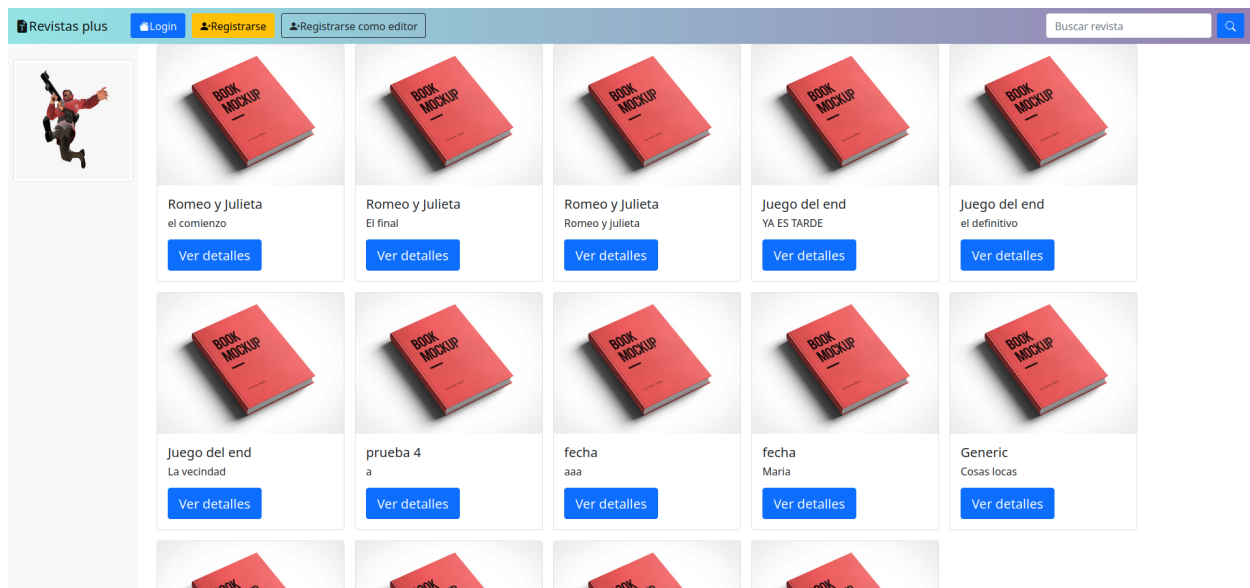 Revistas plus
Login
Registrarse
Registrarse como editor
Buscar revista
BOOK MOCKUP
BOOK MOCKUP
BOOK MOCKUP
BOOK MOCKUP
BOOK MOCKUP
Romeo y Julieta
el comienzo
Ver detalles
Romeo y Julieta
El final
Ver detalles
Romeo y Julieta
Romeo y julieta
Ver detalles
Juego del end
YA ES TARDE
Ver detalles
Juego del end
el definitivo
Ver detalles
BOOK MOCKUP
BOOK MOCKUP
BOOK MOCKUP
BOOK MOCKUP
BOOK MOCKUP
Juego del end
La vecindad
Ver detalles
prueba 4
a
Ver detalles
fecha
aaa
Ver detalles
fecha
Maria
Ver detalles
Generic
Cosas locas
Ver detalles
BOOK
BOOK
BOOK
BOOK